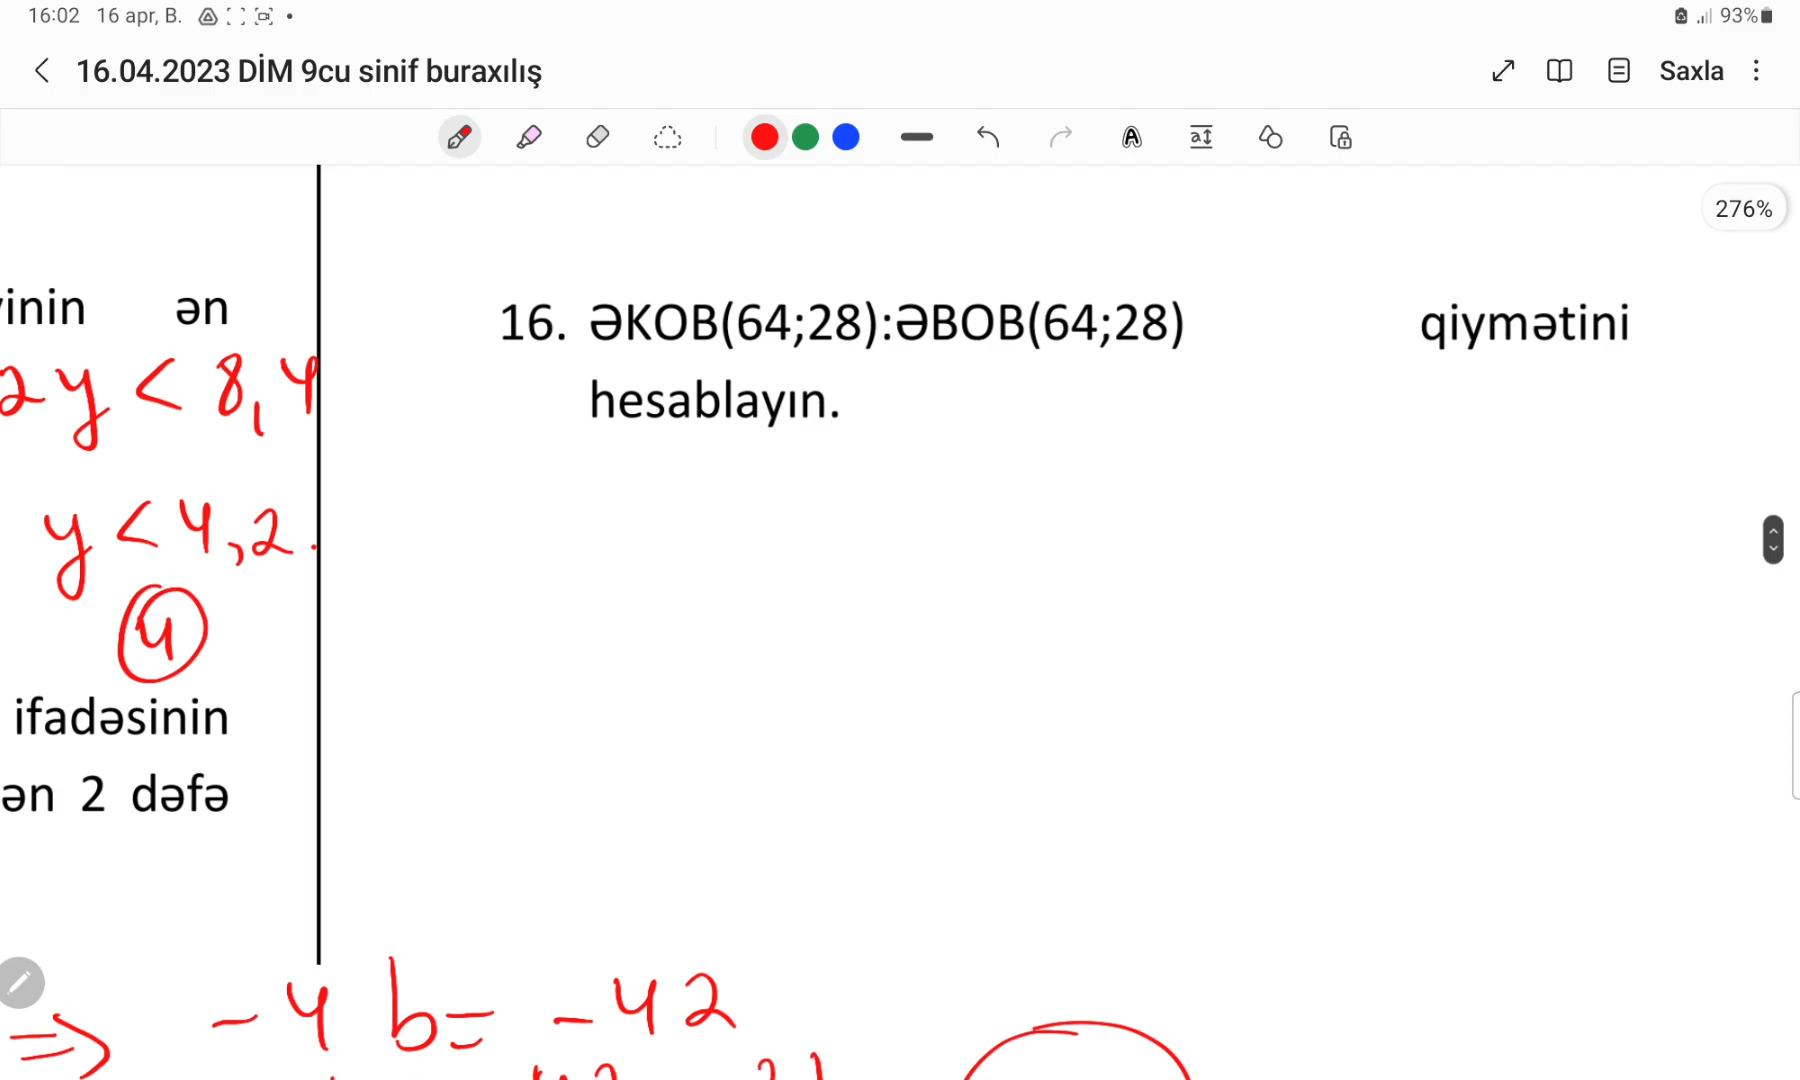 16:02 16 apr, B.
93%
16.04.2023 DİM 9cu sinif buraxılış
Saxla
276%
ən
2y < 8,4
y < 4,2.
4
ifadəsinin
ən 2 dəfə
16. ƏKOB(64;28):ƏBOB(64;28) qiymətini
hesablayın.
⇒ -4 b = -42